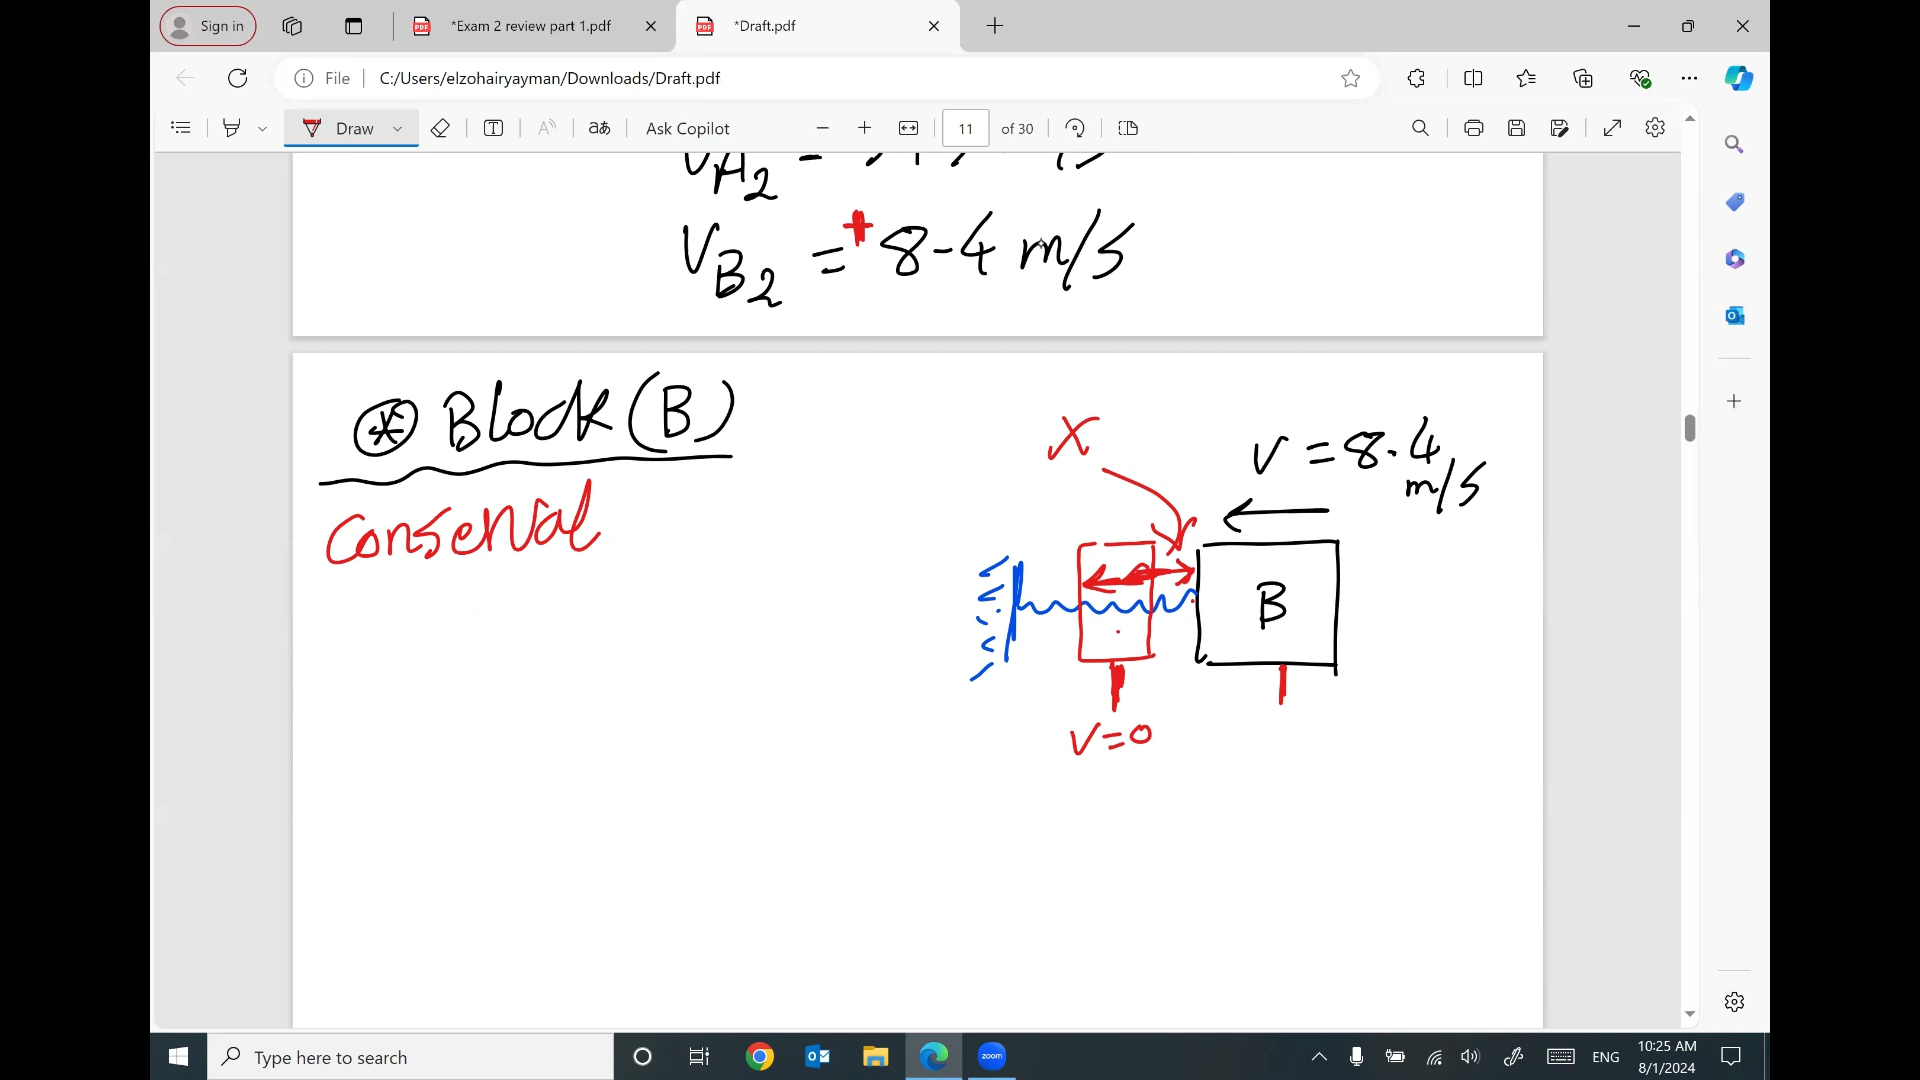 Sign in
*Exam 2 review part 1.pdf
*Draft.pdf
File
C:/Users/elzohairyayman/Downloads/Draft.pdf
Draw
Ask Copilot
11 of 30
V_A2 =
V_B2 = + 8-4 m/s
* Block (B)
X
V = 8.4 m/s
B
V=0
zoom
Type here to search
ENG
10:25 AM
8/1/2024